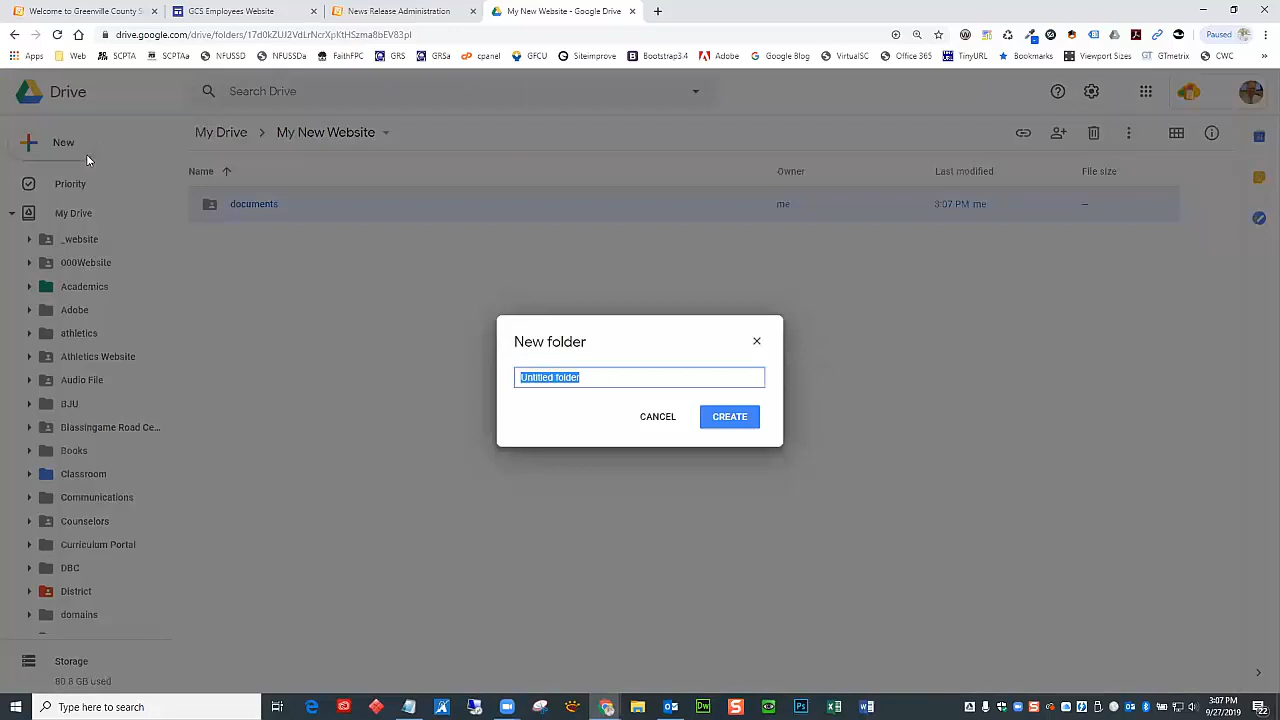 Welcome to Greenville County S
GCS Employees Website
News Release Administration
My New Website - Google Drive
drive.google.com/drive/folders/17d0kZUJ2VdLrNcrXpKtHSzma8bEV83pl
Paused
Apps
Web
SCPTA
SCPTAa
NFUSSD
NFUSSDa
FaithFPC
GRS
GRSa
cpanel
GFCU
Siteimprove
Bootstrap3.4
Adobe
Google Blog
VirtualSC
Office 365
TinyURL
Bookmarks
Viewport Sizes
GTmetrix
CWC
Drive
Search Drive
New
My Drive > My New Website
Name
Owner
Last modified
File size
documents
me
3:07 PM me
–
Priority
My Drive
_website
000Website
Academics
Adobe
athletics
Athletics Website
Audio File
BJU
Blassingame Road Ce...
Books
Classroom
Communications
Counselors
Curriculum Portal
DBC
District
domains
Storage
80.8 GB used
New folder
Untitled folder
CANCEL
CREATE
Type here to search
3:07 PM
9/27/2019